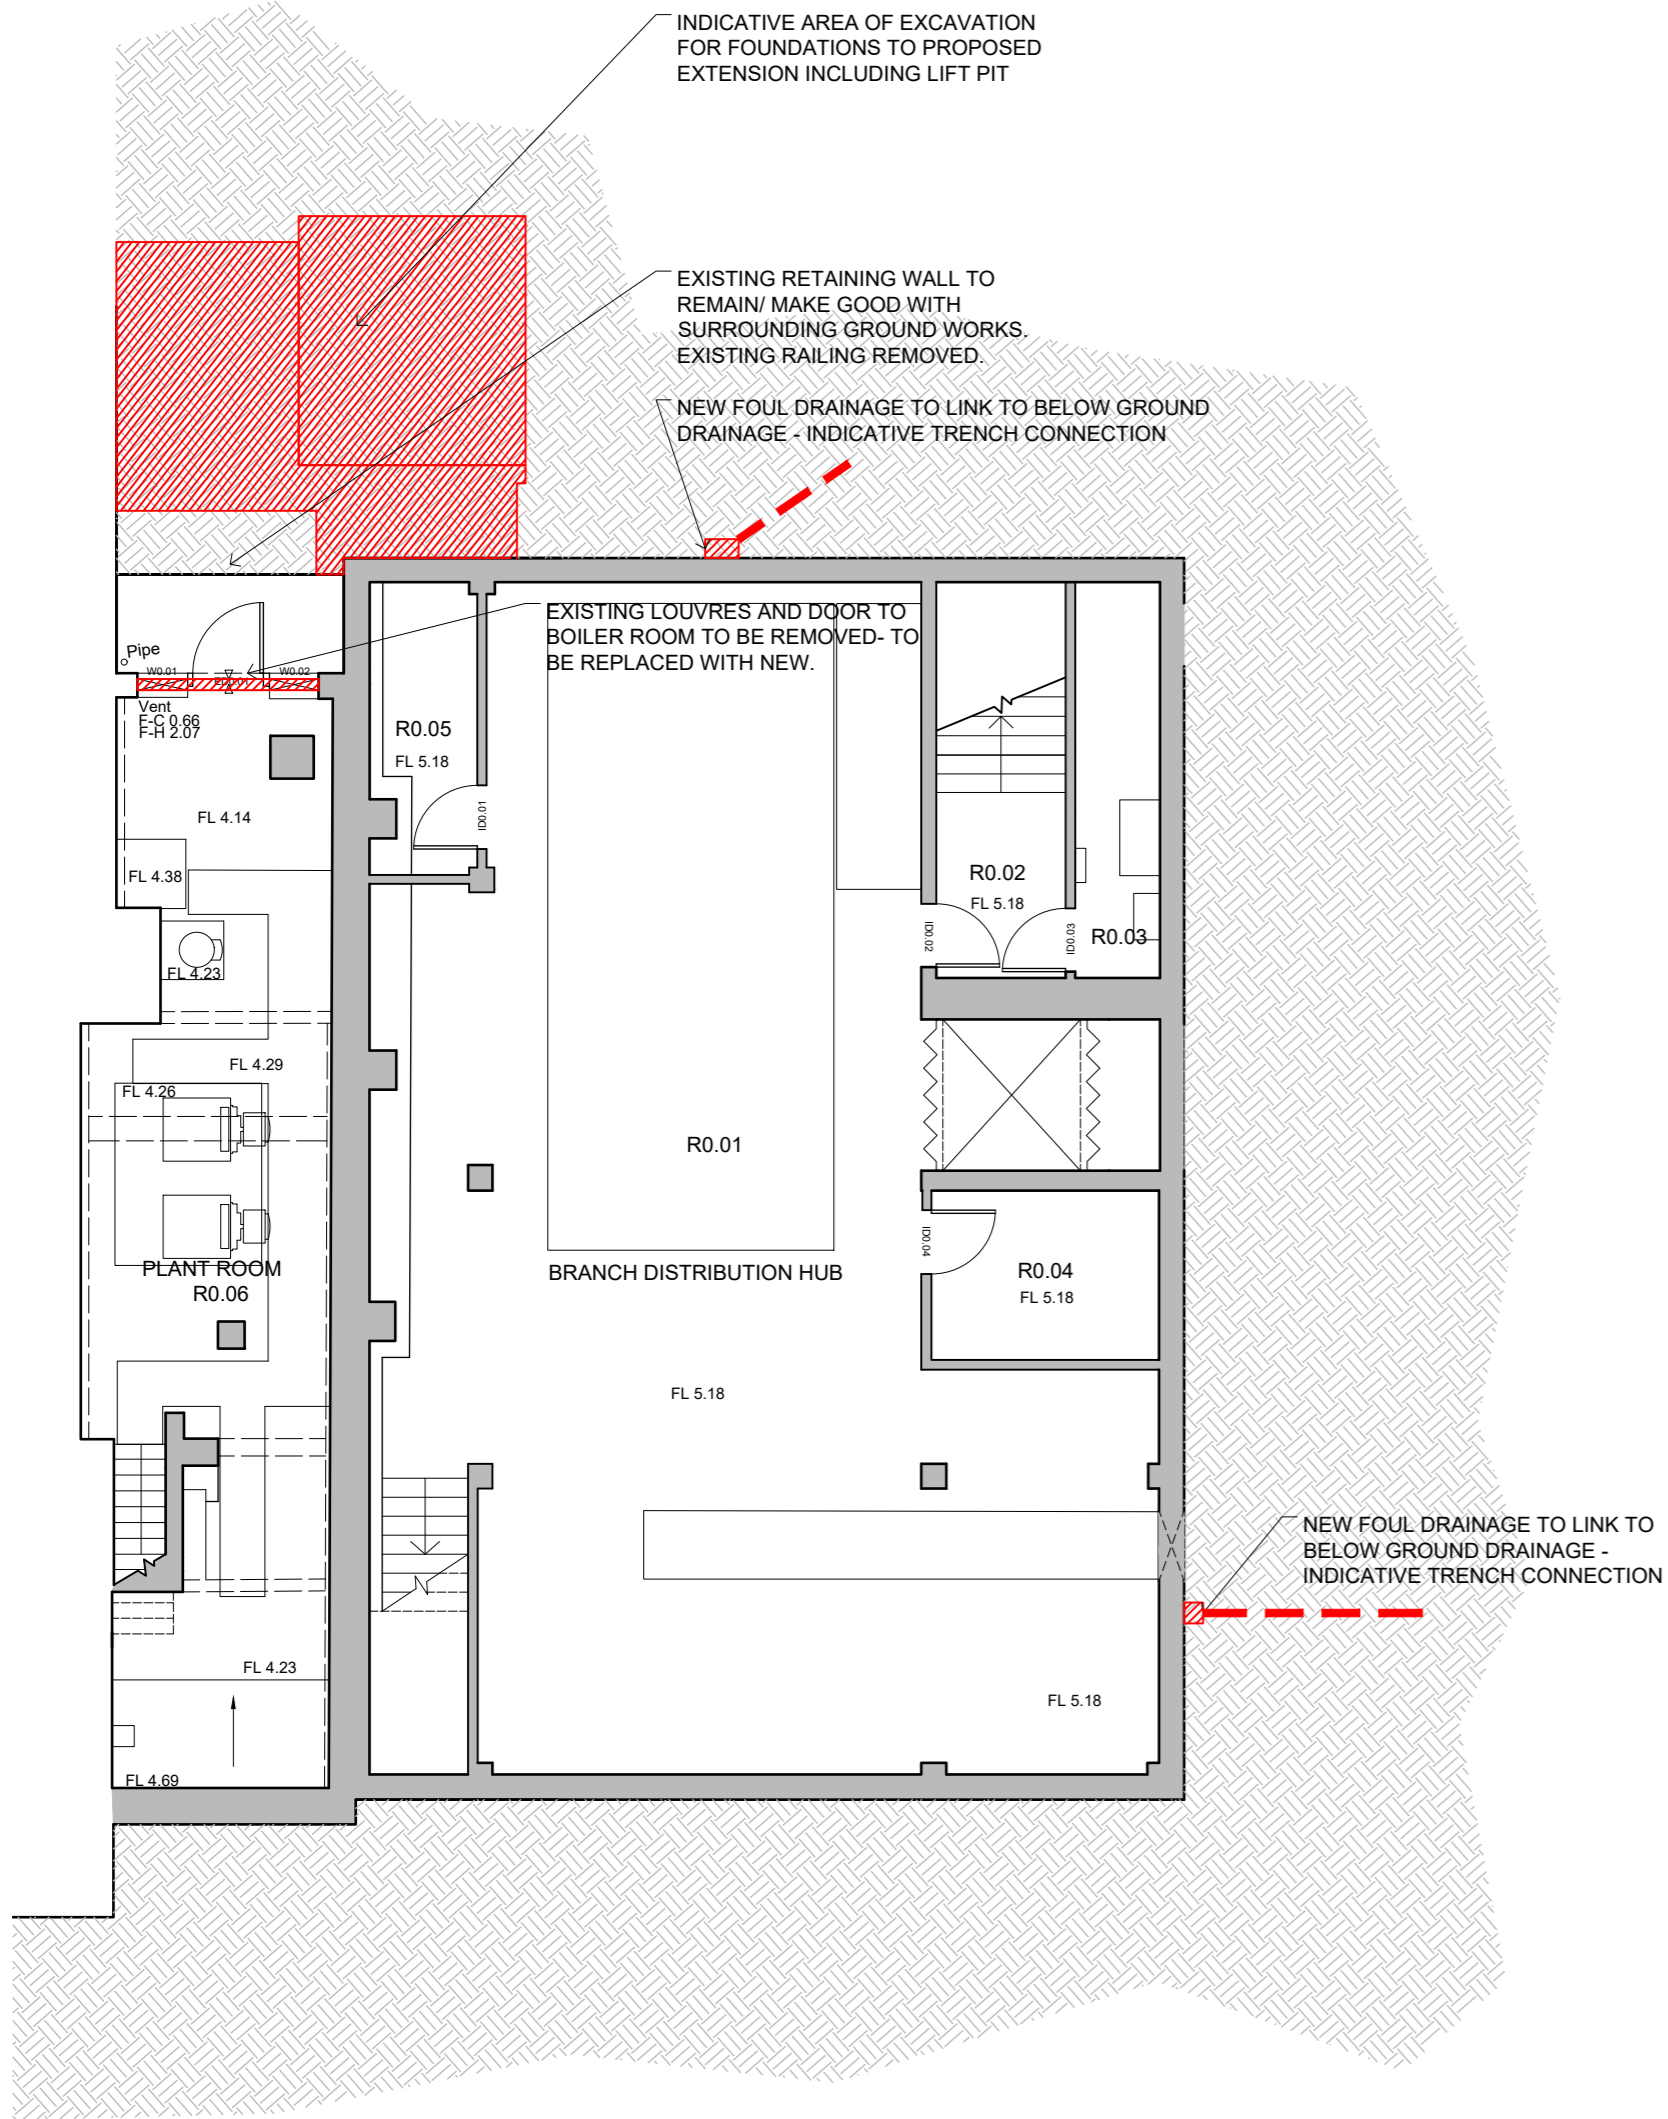 INDICATIVE AREA OF EXCAVATION
FOR FOUNDATIONS TO PROPOSED
EXTENSION INCLUDING LIFT PIT
EXISTING RETAINING WALL TO
REMAIN/ MAKE GOOD WITH
SURROUNDING GROUND WORKS.
EXISTING RAILING REMOVED.
NEW FOUL DRAINAGE TO LINK TO BELOW GROUND
DRAINAGE - INDICATIVE TRENCH CONNECTION
EXISTING LOUVRES AND DOOR TO
BOILER ROOM TO BE REMOVED- TO
BE REPLACED WITH NEW.
Pipe
W0.01
ED0.01
W0.02
Vent
F-C 0.66
F-H 2.07
R0.05
FL 5.18
ID0.01
FL 4.14
FL 4.38
R0.02
FL 5.18
ID0.02
ID0.03
R0.03
FL 4.23
FL 4.29
FL 4.26
R0.01
ID0.04
PLANT ROOM
R0.06
BRANCH DISTRIBUTION HUB
R0.04
FL 5.18
FL 5.18
NEW FOUL DRAINAGE TO LINK TO
BELOW GROUND DRAINAGE -
INDICATIVE TRENCH CONNECTION
FL 4.23
FL 5.18
FL 4.69